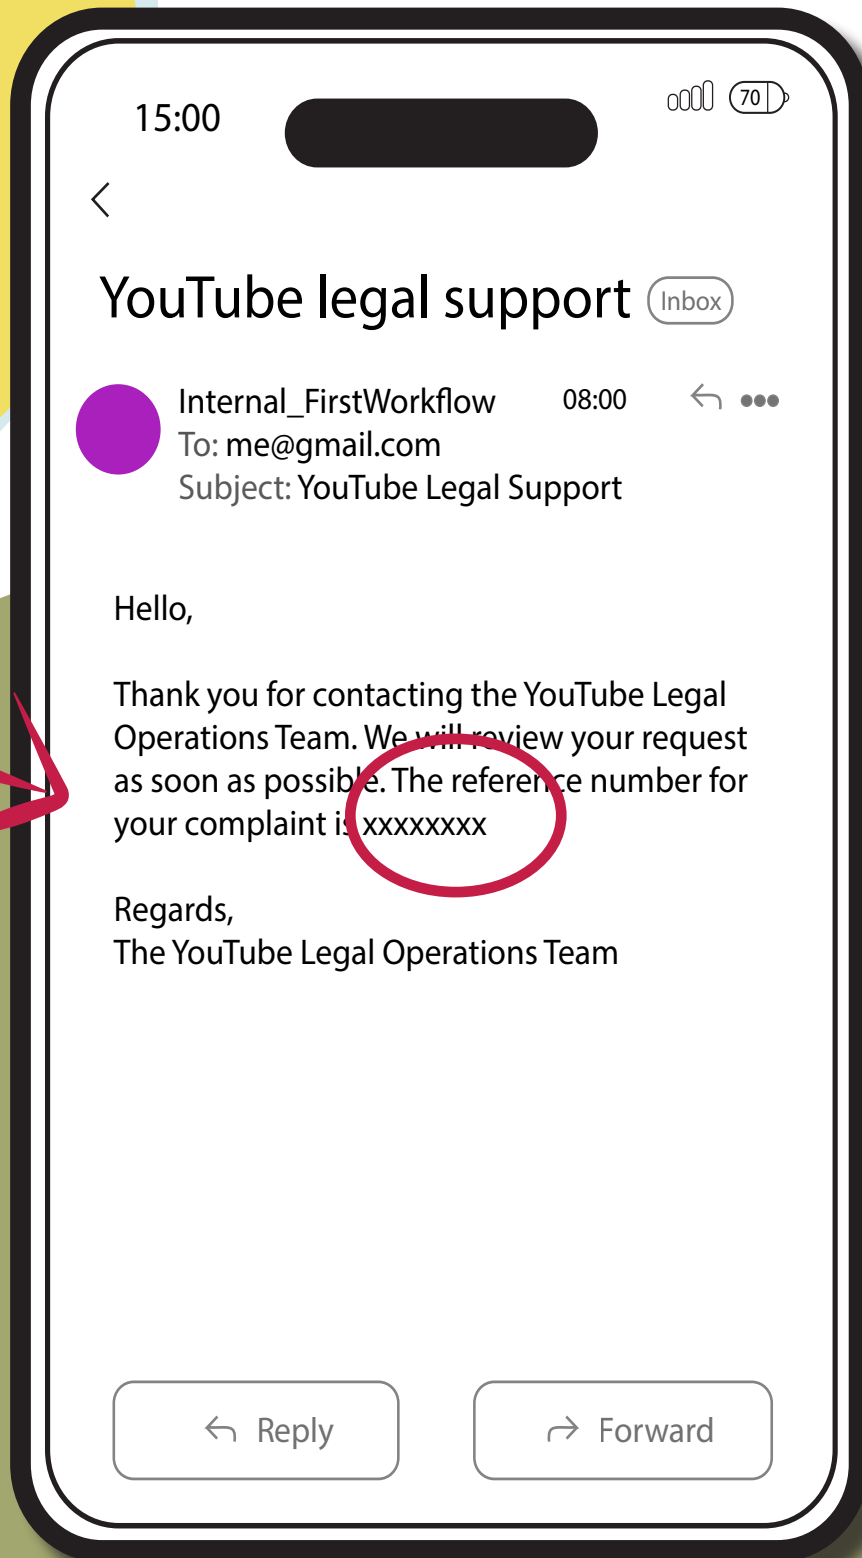 15:00
70
YouTube legal support Inbox
Internal_FirstWorkflow 08:00
To: me@gmail.com
Subject: YouTube Legal Support
Hello,
Thank you for contacting the YouTube Legal
Operations Team. We will review your request
as soon as possible. The reference number for
your complaint is xxxxxxxx
Regards,
The YouTube Legal Operations Team
Reply
Forward